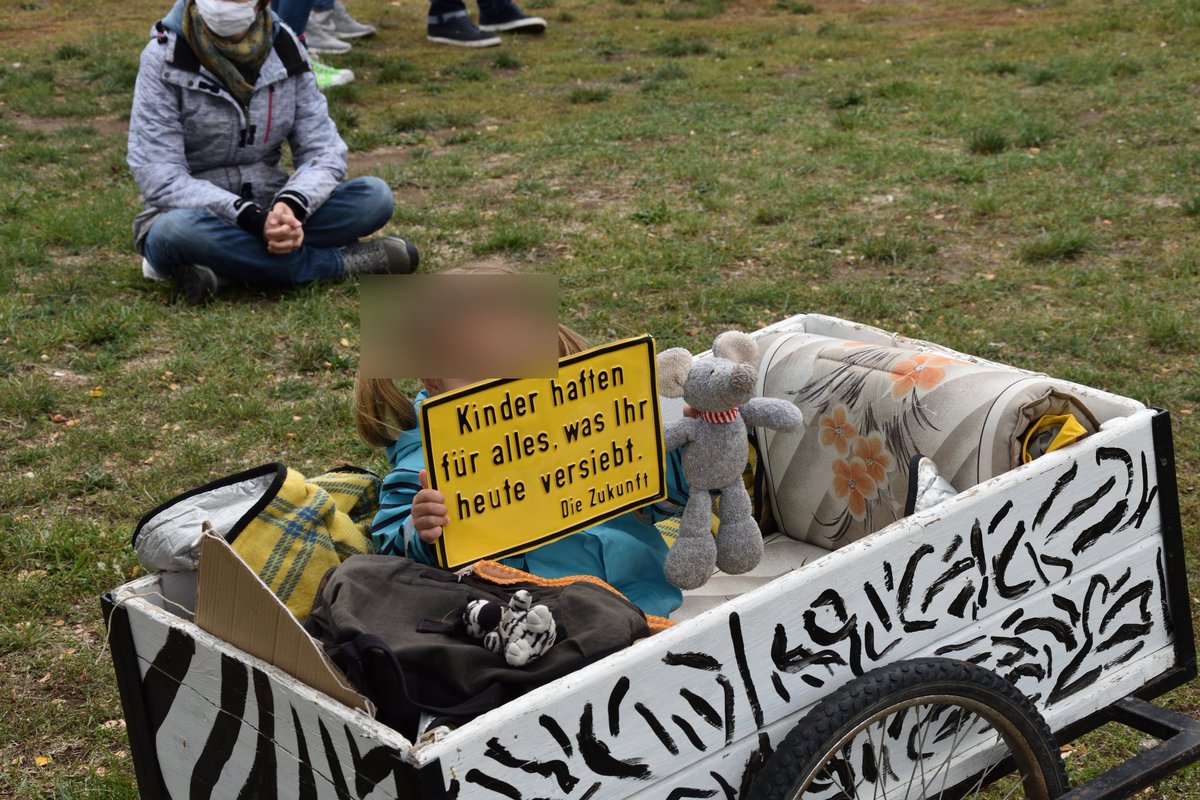 Kinder haften
für alles, was Ihr
heute versiebt.
Die Zukunft